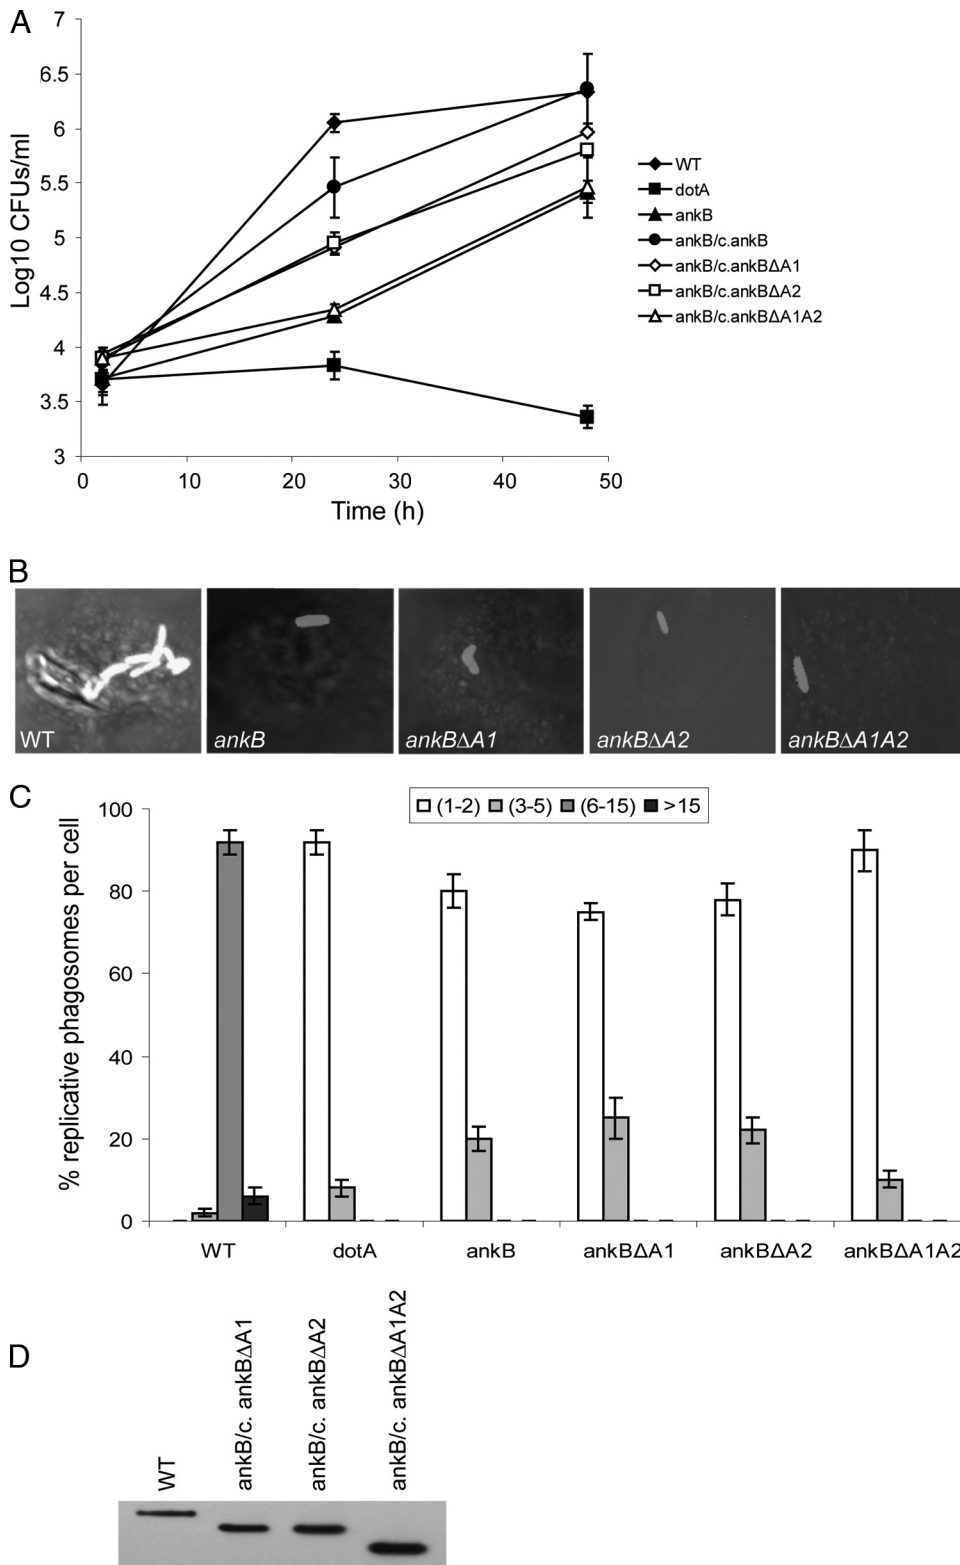 A
7
6.5
6
5.5
5
4.5
4
3.5
3
Log10 CFUs/ml
0 10 20 30 40 50
Time (h)
WT
dotA
ankB
ankB/c.ankB
ankB/c.ankBΔA1
ankB/c.ankBΔA2
ankB/c.ankBΔA1A2
B
WT ankB ankBΔA1 ankBΔA2 ankBΔA1A2
C
(1-2) (3-5) (6-15) >15
100
80
60
40
20
0
% replicative phagosomes per cell
WT dotA ankB ankBΔA1 ankBΔA2 ankBΔA1A2
D
WT
ankB/c. ankBΔA1
ankB/c. ankBΔA2
ankB/c. ankBΔA1A2